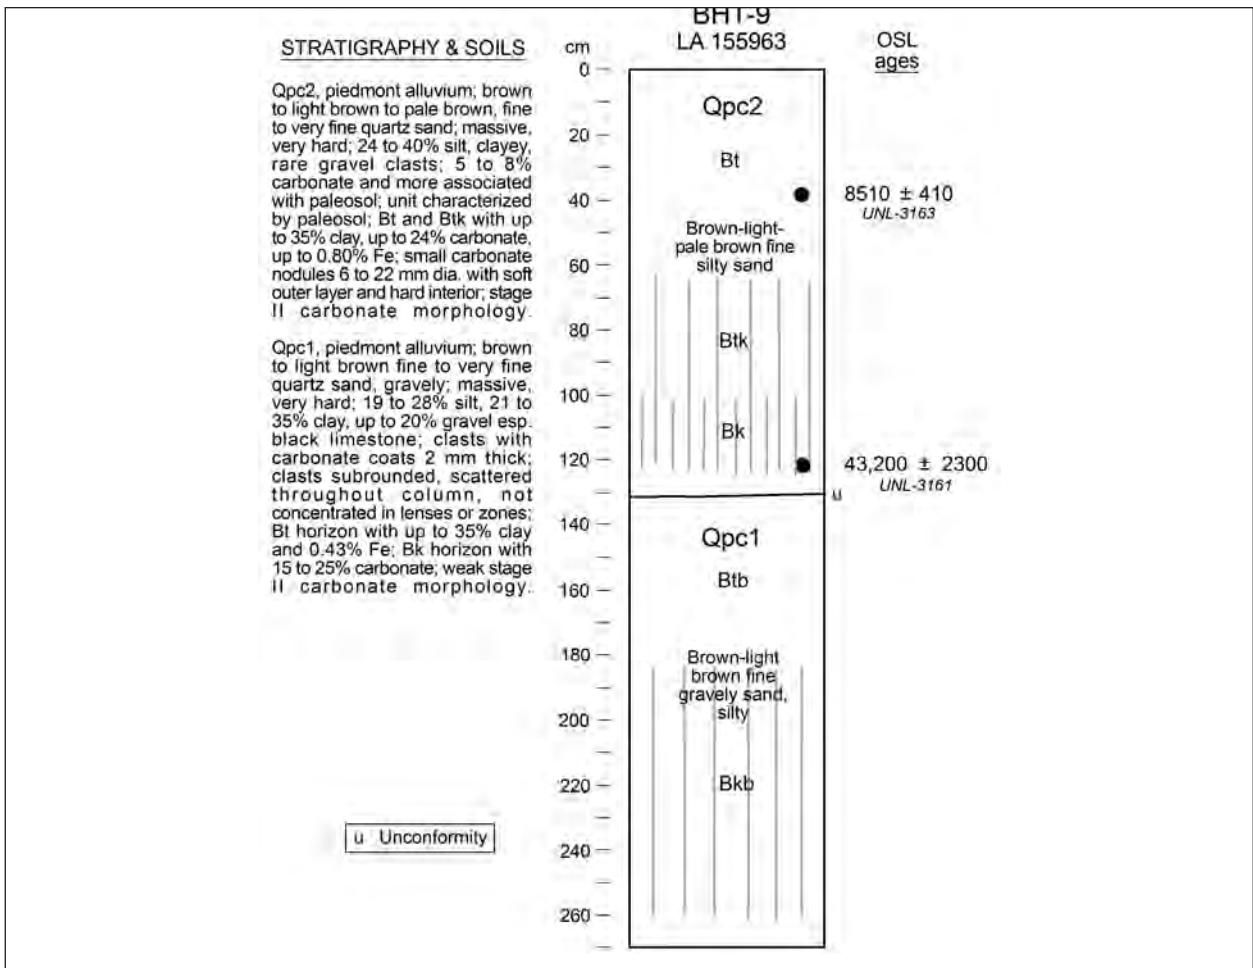 STRATIGRAPHY & SOILS
Qpc2, piedmont alluvium; brown
to light brown to pale brown, fine
to very fine quartz sand; massive,
very hard; 24 to 40% silt, clayey,
rare gravel clasts; 5 to 8%
carbonate and more associated
with paleosol; unit characterized
by paleosol; Bt and Btk with up
to 35% clay, up to 24% carbonate,
up to 0.80% Fe; small carbonate
nodules 6 to 22 mm dia. with soft
outer layer and hard interior; stage
II carbonate morphology.
Qpc1, piedmont alluvium; brown
to light brown fine to very fine
quartz sand, gravely; massive,
very hard; 19 to 28% silt, 21 to
35% clay, up to 20% gravel esp.
black limestone; clasts with
carbonate coats 2 mm thick;
clasts subrounded, scattered
throughout column, not
concentrated in lenses or zones;
Bt horizon with up to 35% clay
and 0.43% Fe; Bk horizon with
15 to 25% carbonate; weak stage
II carbonate morphology.
u Unconformity
cm
0
20
40
60
80
100
120
140
160
180
200
220
240
260
BHT-9
LA 155963
Qpc2
Bt
Brown-light-
pale brown fine
silty sand
Btk
Bk
u
Qpc1
Btb
Brown-light
brown fine
gravely sand,
silty
Bkb
OSL
ages
8510 ± 410
UNL-3163
43,200 ± 2300
UNL-3161